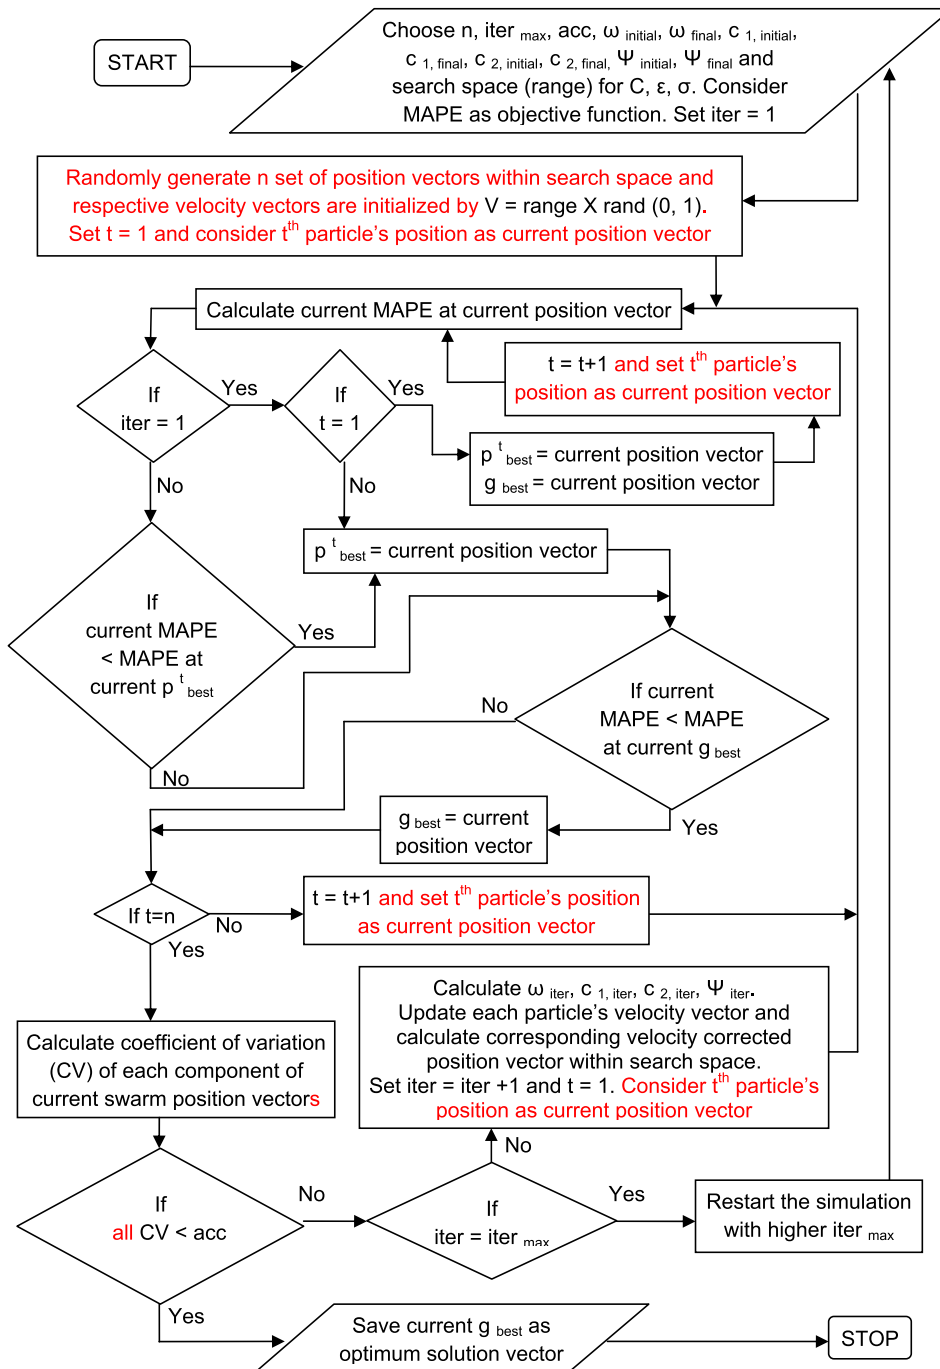 START
Choose n, iter max, acc, ω initial, ω final, c 1, initial,
c 1, final, c 2, initial, c 2, final, Ψ initial, Ψ final and
search space (range) for C, ε, σ. Consider
MAPE as objective function. Set iter = 1
Randomly generate n set of position vectors within search space and
respective velocity vectors are initialized by V = range X rand (0, 1).
Set t = 1 and consider tth particle's position as current position vector
Calculate current MAPE at current position vector
t = t+1 and set tth particle's
position as current position vector
If
iter = 1
Yes
If
t = 1
Yes
p t best = current position vector
g best = current position vector
No
No
p t best = current position vector
If
current MAPE
< MAPE at
current p t best
Yes
No
If current
MAPE < MAPE
at current g best
No
Yes
g best = current
position vector
If t=n
No
Yes
t = t+1 and set tth particle's position
as current position vector
Calculate ω iter, c 1, iter, c 2, iter, Ψ iter.
Update each particle's velocity vector and
calculate corresponding velocity corrected
position vector within search space.
Set iter = iter +1 and t = 1. Consider tth particle's
position as current position vector
Calculate coefficient of variation
(CV) of each component of
current swarm position vectors
If
all CV < acc
No
Yes
If
iter = iter max
No
Yes
Restart the simulation
with higher iter max
Save current g best as
optimum solution vector
STOP